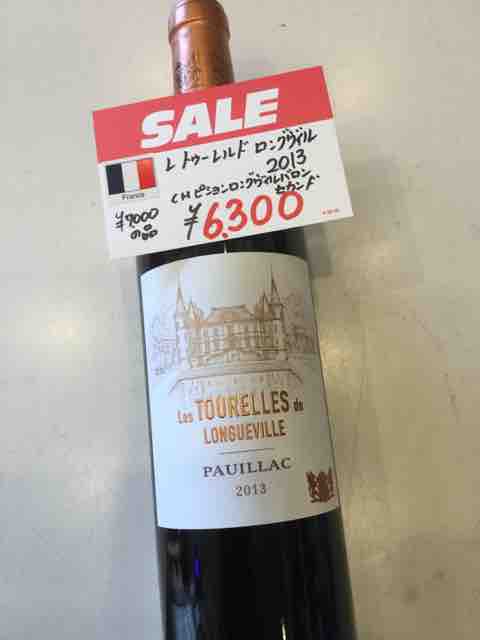 SALE
レ トゥーレルド ロングヴィル
2013
France
CHピションロングヴィルバロン
セカンド
¥7000
の品
¥6,300
Les TOURELLES de
LONGUEVILLE
PAUILLAC
2013